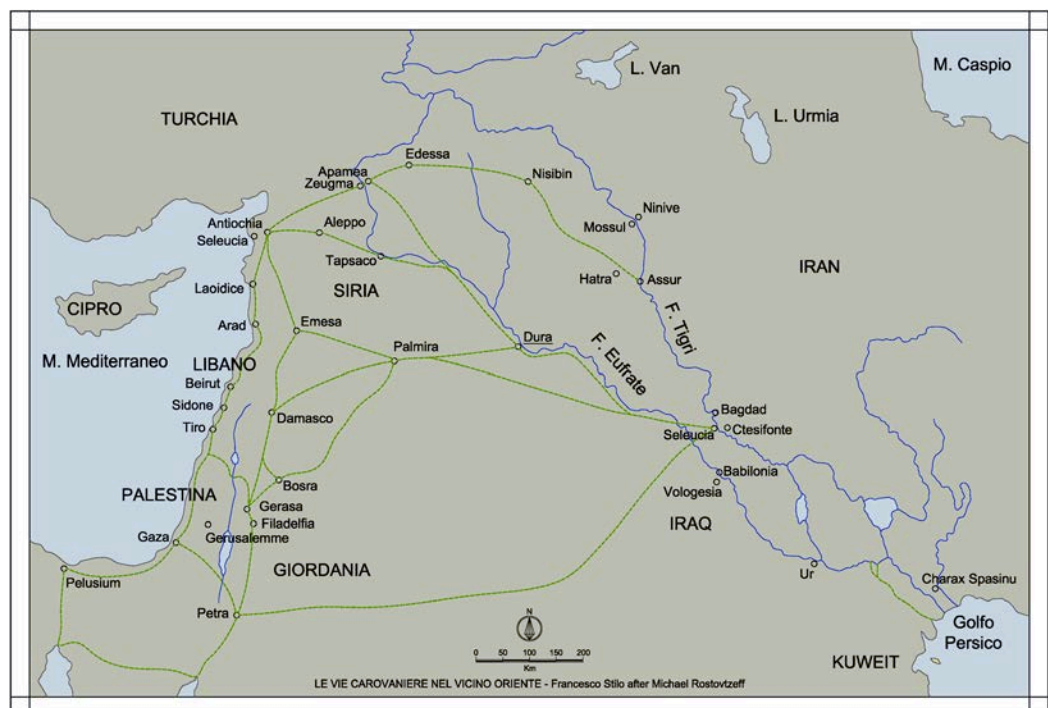 M. Caspio
L. Van
L. Urmia
TURCHIA
Edessa
Apamea
Zeugma
Nisibin
Ninive
Mossul
Antiochia
Seleucia
Aleppo
Tapsaco
Hatra
Assur
IRAN
Laoidice
SIRIA
CIPRO
Arad
Emesa
F. Tigri
Dura
M. Mediterraneo
LIBANO
Palmira
F. Eufrate
Beirut
Sidone
Tiro
Damasco
Bagdad
Seleucia
Ctesifonte
Babilonia
Vologesia
Bosra
PALESTINA
Gerasa
Filadelfia
Gerusalemme
IRAQ
Gaza
GIORDANIA
Pelusium
Ur
Charax Spasinu
Petra
Golfo
Persico
N
0 50 100 150 200
Km
KUWEIT
LE VIE CAROVANIERE NEL VICINO ORIENTE - Francesco Stilo after Michael Rostovtzeff